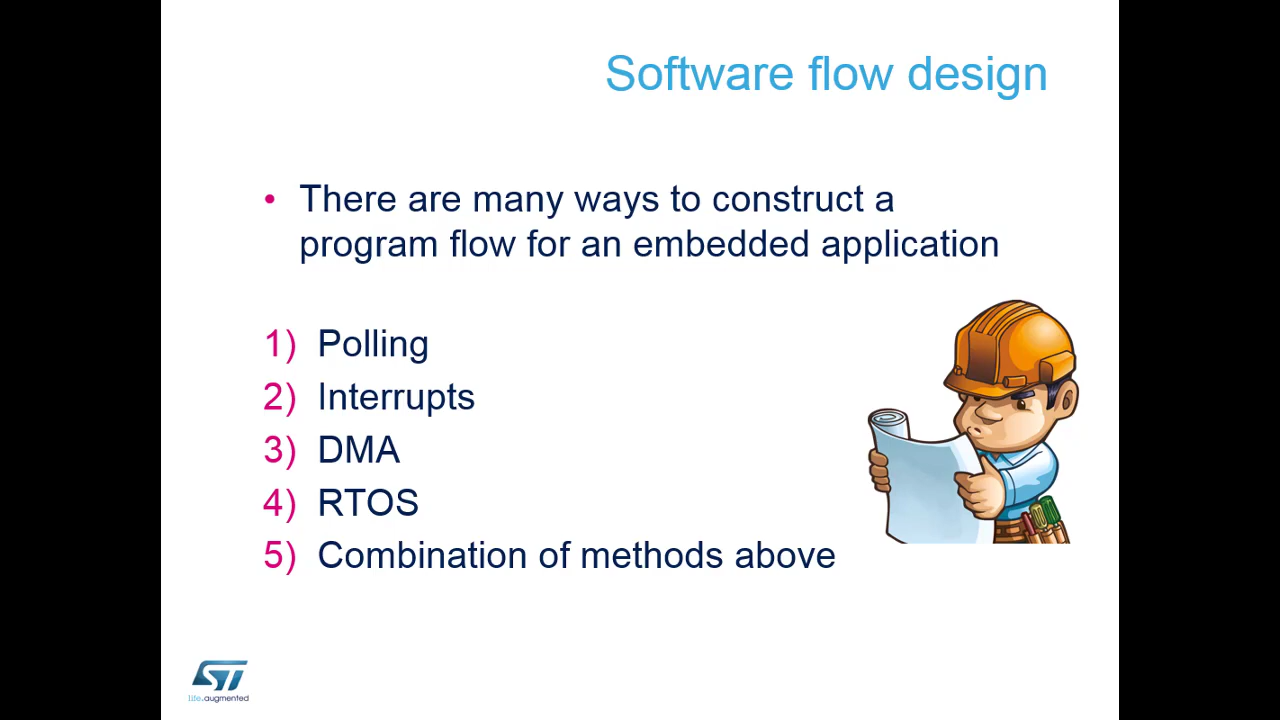 Software flow design
• There are many ways to construct a
program flow for an embedded application
1) Polling
2) Interrupts
3) DMA
4) RTOS
5) Combination of methods above
ST
life.augmented